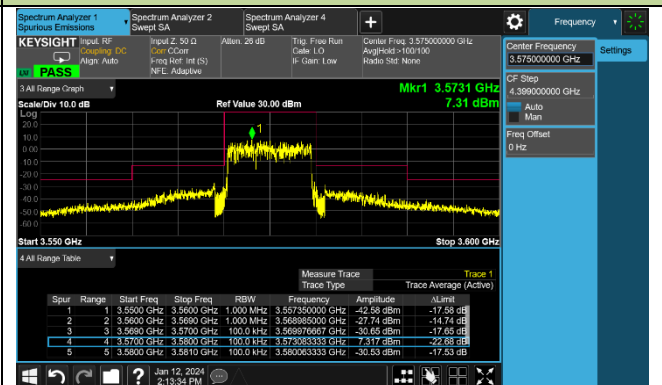 Spectrum Analyzer 1
Spurious Emissions
Spectrum Analyzer 2
Swept SA
Spectrum Analyzer 4
Swept SA
+
Frequency
KEYSIGHT
Input: RF
Coupling: DC
Align: Auto
Input Z: 50 Ω
Corr CCorr
Freq Ref: Int (S)
NFE: Adaptive
Atten: 26 dB
Trig: Free Run
Gate: LO
IF Gain: Low
Center Freq: 3.575000000 GHz
Avg|Hold:>100/100
Radio Std: None
LXI PASS
Center Frequency
3.575000000 GHz
Settings
CF Step
4.399000000 GHz
Auto
Man
Freq Offset
0 Hz
3 All Range Graph
Mkr1 3.5731 GHz
7.31 dBm
Scale/Div 10.0 dB
Ref Value 30.00 dBm
Log
20.0
10.0
0.00
-10.0
-20.0
-30.0
-40.0
-50.0
-60.0
1
Start 3.550 GHz
Stop 3.600 GHz
4 All Range Table
Measure Trace Trace 1
Trace Type Trace Average (Active)
Spur Range Start Freq Stop Freq RBW Frequency Amplitude ΔLimit
1 1 3.5500 GHz 3.5600 GHz 1.000 MHz 3.557350000 GHz -42.58 dBm -17.58 dB
2 2 3.5600 GHz 3.5690 GHz 1.000 MHz 3.568985000 GHz -27.74 dBm -14.74 dB
3 3 3.5690 GHz 3.5700 GHz 100.0 kHz 3.569976667 GHz -30.65 dBm -17.65 dB
4 4 3.5700 GHz 3.5800 GHz 100.0 kHz 3.573083333 GHz 7.317 dBm -22.68 dB
5 5 3.5800 GHz 3.5810 GHz 100.0 kHz 3.580063333 GHz -30.53 dBm -17.53 dB
?
Jan 12, 2024
2:13:34 PM